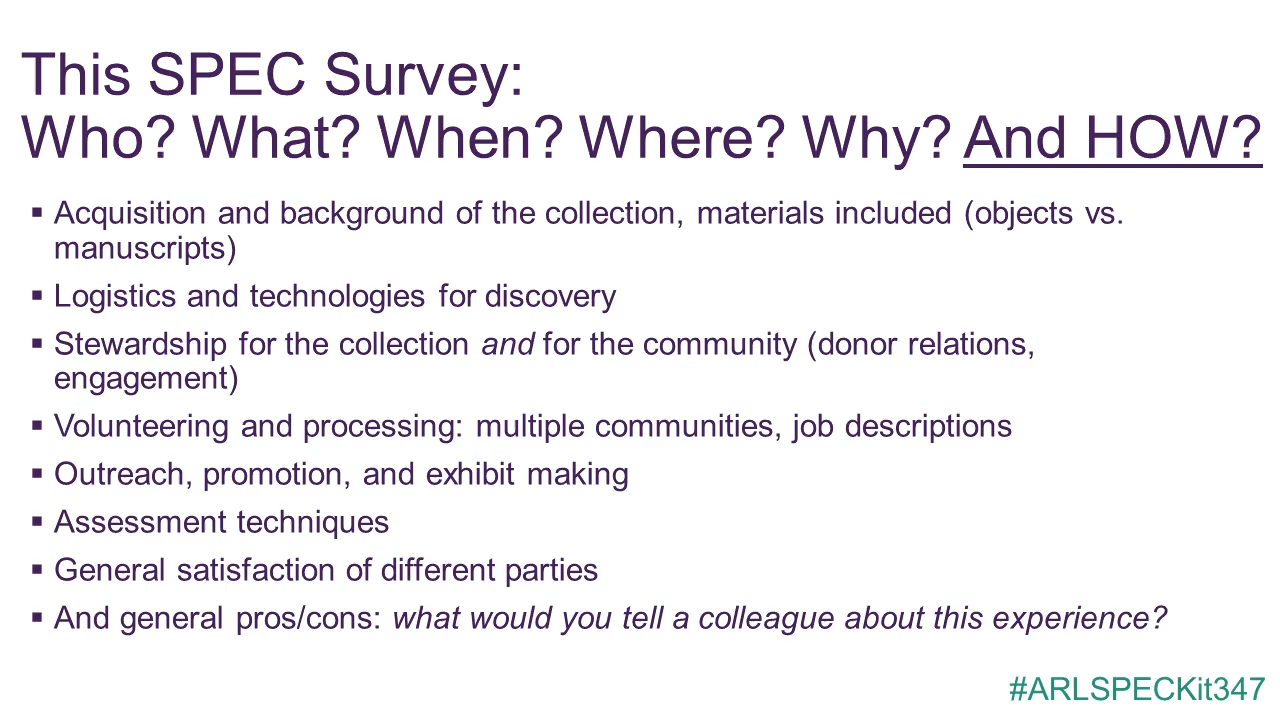 This SPEC Survey:
Who? What? When? Where? Why? And HOW?
▪ Acquisition and background of the collection, materials included (objects vs.
manuscripts)
▪ Logistics and technologies for discovery
▪ Stewardship for the collection and for the community (donor relations,
engagement)
▪ Volunteering and processing: multiple communities, job descriptions
▪ Outreach, promotion, and exhibit making
▪ Assessment techniques
▪ General satisfaction of different parties
▪ And general pros/cons: what would you tell a colleague about this experience?
#ARLSPECKit347